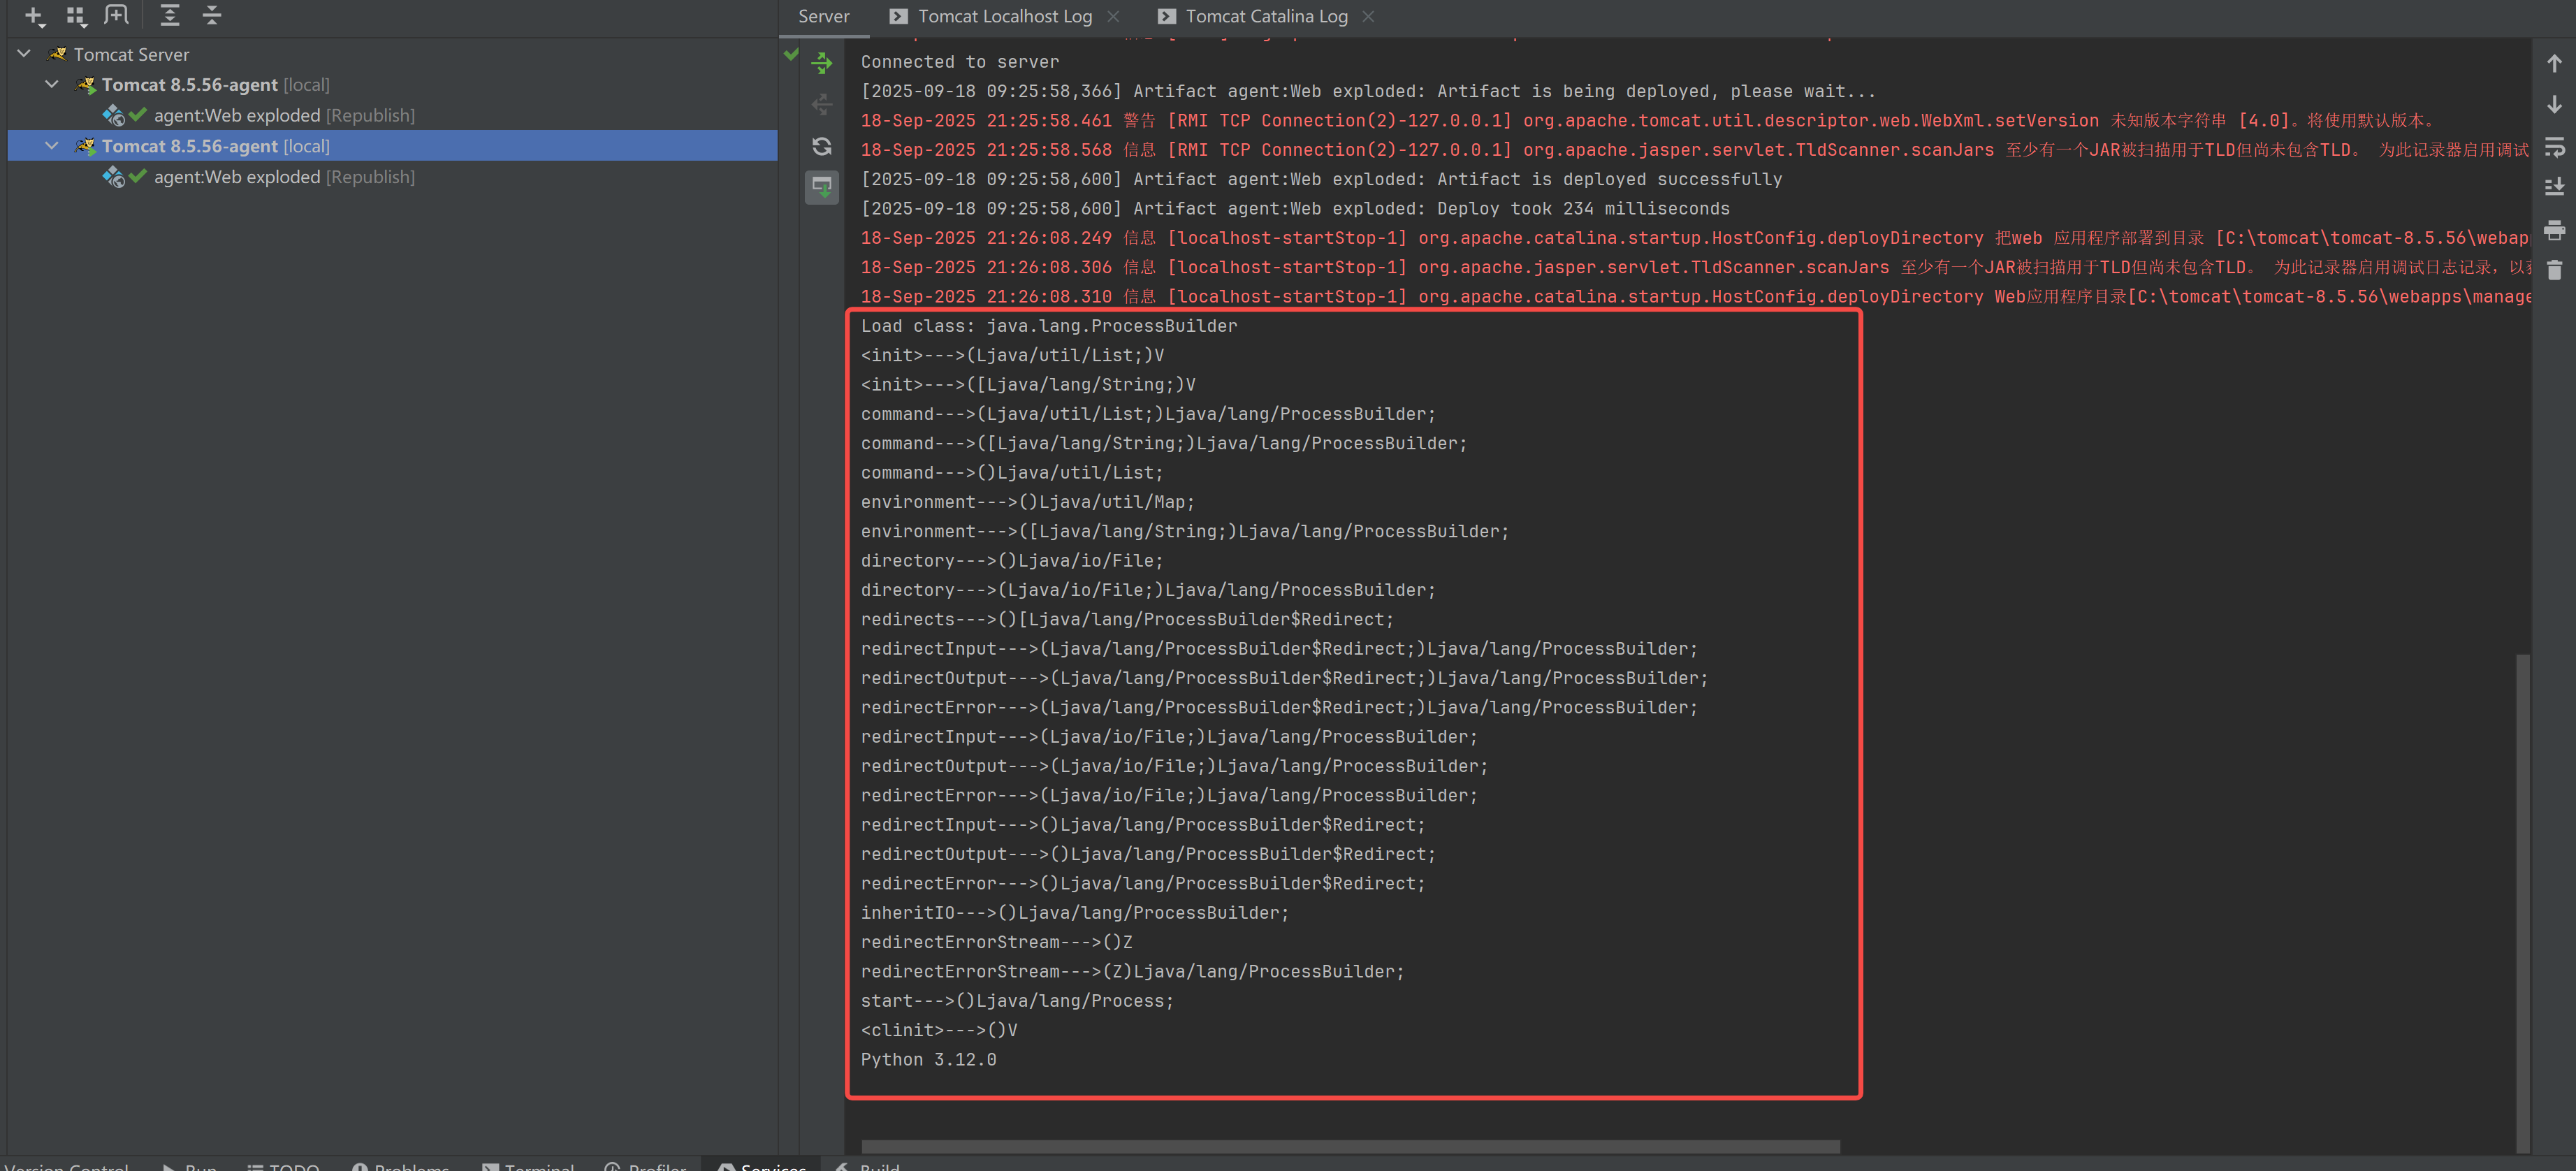 Server
Tomcat Localhost Log
Tomcat Catalina Log
Tomcat Server
Tomcat 8.5.56-agent [local]
agent:Web exploded [Republish]
Tomcat 8.5.56-agent [local]
agent:Web exploded [Republish]
Connected to server
[2025-09-18 09:25:58,366] Artifact agent:Web exploded: Artifact is being deployed, please wait...
18-Sep-2025 21:25:58.461 警告 [RMI TCP Connection(2)-127.0.0.1] org.apache.tomcat.util.descriptor.web.WebXml.setVersion 未知版本字符串 [4.0]。将使用默认版本。
18-Sep-2025 21:25:58.568 信息 [RMI TCP Connection(2)-127.0.0.1] org.apache.jasper.servlet.TldScanner.scanJars 至少有一个JAR被扫描用于TLD但尚未包含TLD。 为此记录器启用调试
[2025-09-18 09:25:58,600] Artifact agent:Web exploded: Artifact is deployed successfully
[2025-09-18 09:25:58,600] Artifact agent:Web exploded: Deploy took 234 milliseconds
18-Sep-2025 21:26:08.249 信息 [localhost-startStop-1] org.apache.catalina.startup.HostConfig.deployDirectory 把web 应用程序部署到目录 [C:\tomcat\tomcat-8.5.56\webapp
18-Sep-2025 21:26:08.306 信息 [localhost-startStop-1] org.apache.jasper.servlet.TldScanner.scanJars 至少有一个JAR被扫描用于TLD但尚未包含TLD。 为此记录器启用调试日志记录，以
18-Sep-2025 21:26:08.310 信息 [localhost-startStop-1] org.apache.catalina.startup.HostConfig.deployDirectory Web应用程序目录[C:\tomcat\tomcat-8.5.56\webapps\manage
Load class: java.lang.ProcessBuilder
<init>--->(Ljava/util/List;)V
<init>--->([Ljava/lang/String;)V
command--->(Ljava/util/List;)Ljava/lang/ProcessBuilder;
command--->([Ljava/lang/String;)Ljava/lang/ProcessBuilder;
command--->()Ljava/util/List;
environment--->()Ljava/util/Map;
environment--->([Ljava/lang/String;)Ljava/lang/ProcessBuilder;
directory--->()Ljava/io/File;
directory--->(Ljava/io/File;)Ljava/lang/ProcessBuilder;
redirects--->()[Ljava/lang/ProcessBuilder$Redirect;
redirectInput--->(Ljava/lang/ProcessBuilder$Redirect;)Ljava/lang/ProcessBuilder;
redirectOutput--->(Ljava/lang/ProcessBuilder$Redirect;)Ljava/lang/ProcessBuilder;
redirectError--->(Ljava/lang/ProcessBuilder$Redirect;)Ljava/lang/ProcessBuilder;
redirectInput--->(Ljava/io/File;)Ljava/lang/ProcessBuilder;
redirectOutput--->(Ljava/io/File;)Ljava/lang/ProcessBuilder;
redirectError--->(Ljava/io/File;)Ljava/lang/ProcessBuilder;
redirectInput--->()Ljava/lang/ProcessBuilder$Redirect;
redirectOutput--->()Ljava/lang/ProcessBuilder$Redirect;
redirectError--->()Ljava/lang/ProcessBuilder$Redirect;
inheritIO--->()Ljava/lang/ProcessBuilder;
redirectErrorStream--->()Z
redirectErrorStream--->(Z)Ljava/lang/ProcessBuilder;
start--->()Ljava/lang/Process;
<clinit>--->()V
Python 3.12.0
Version Control Run TODO Problems Terminal Profiler Services Build